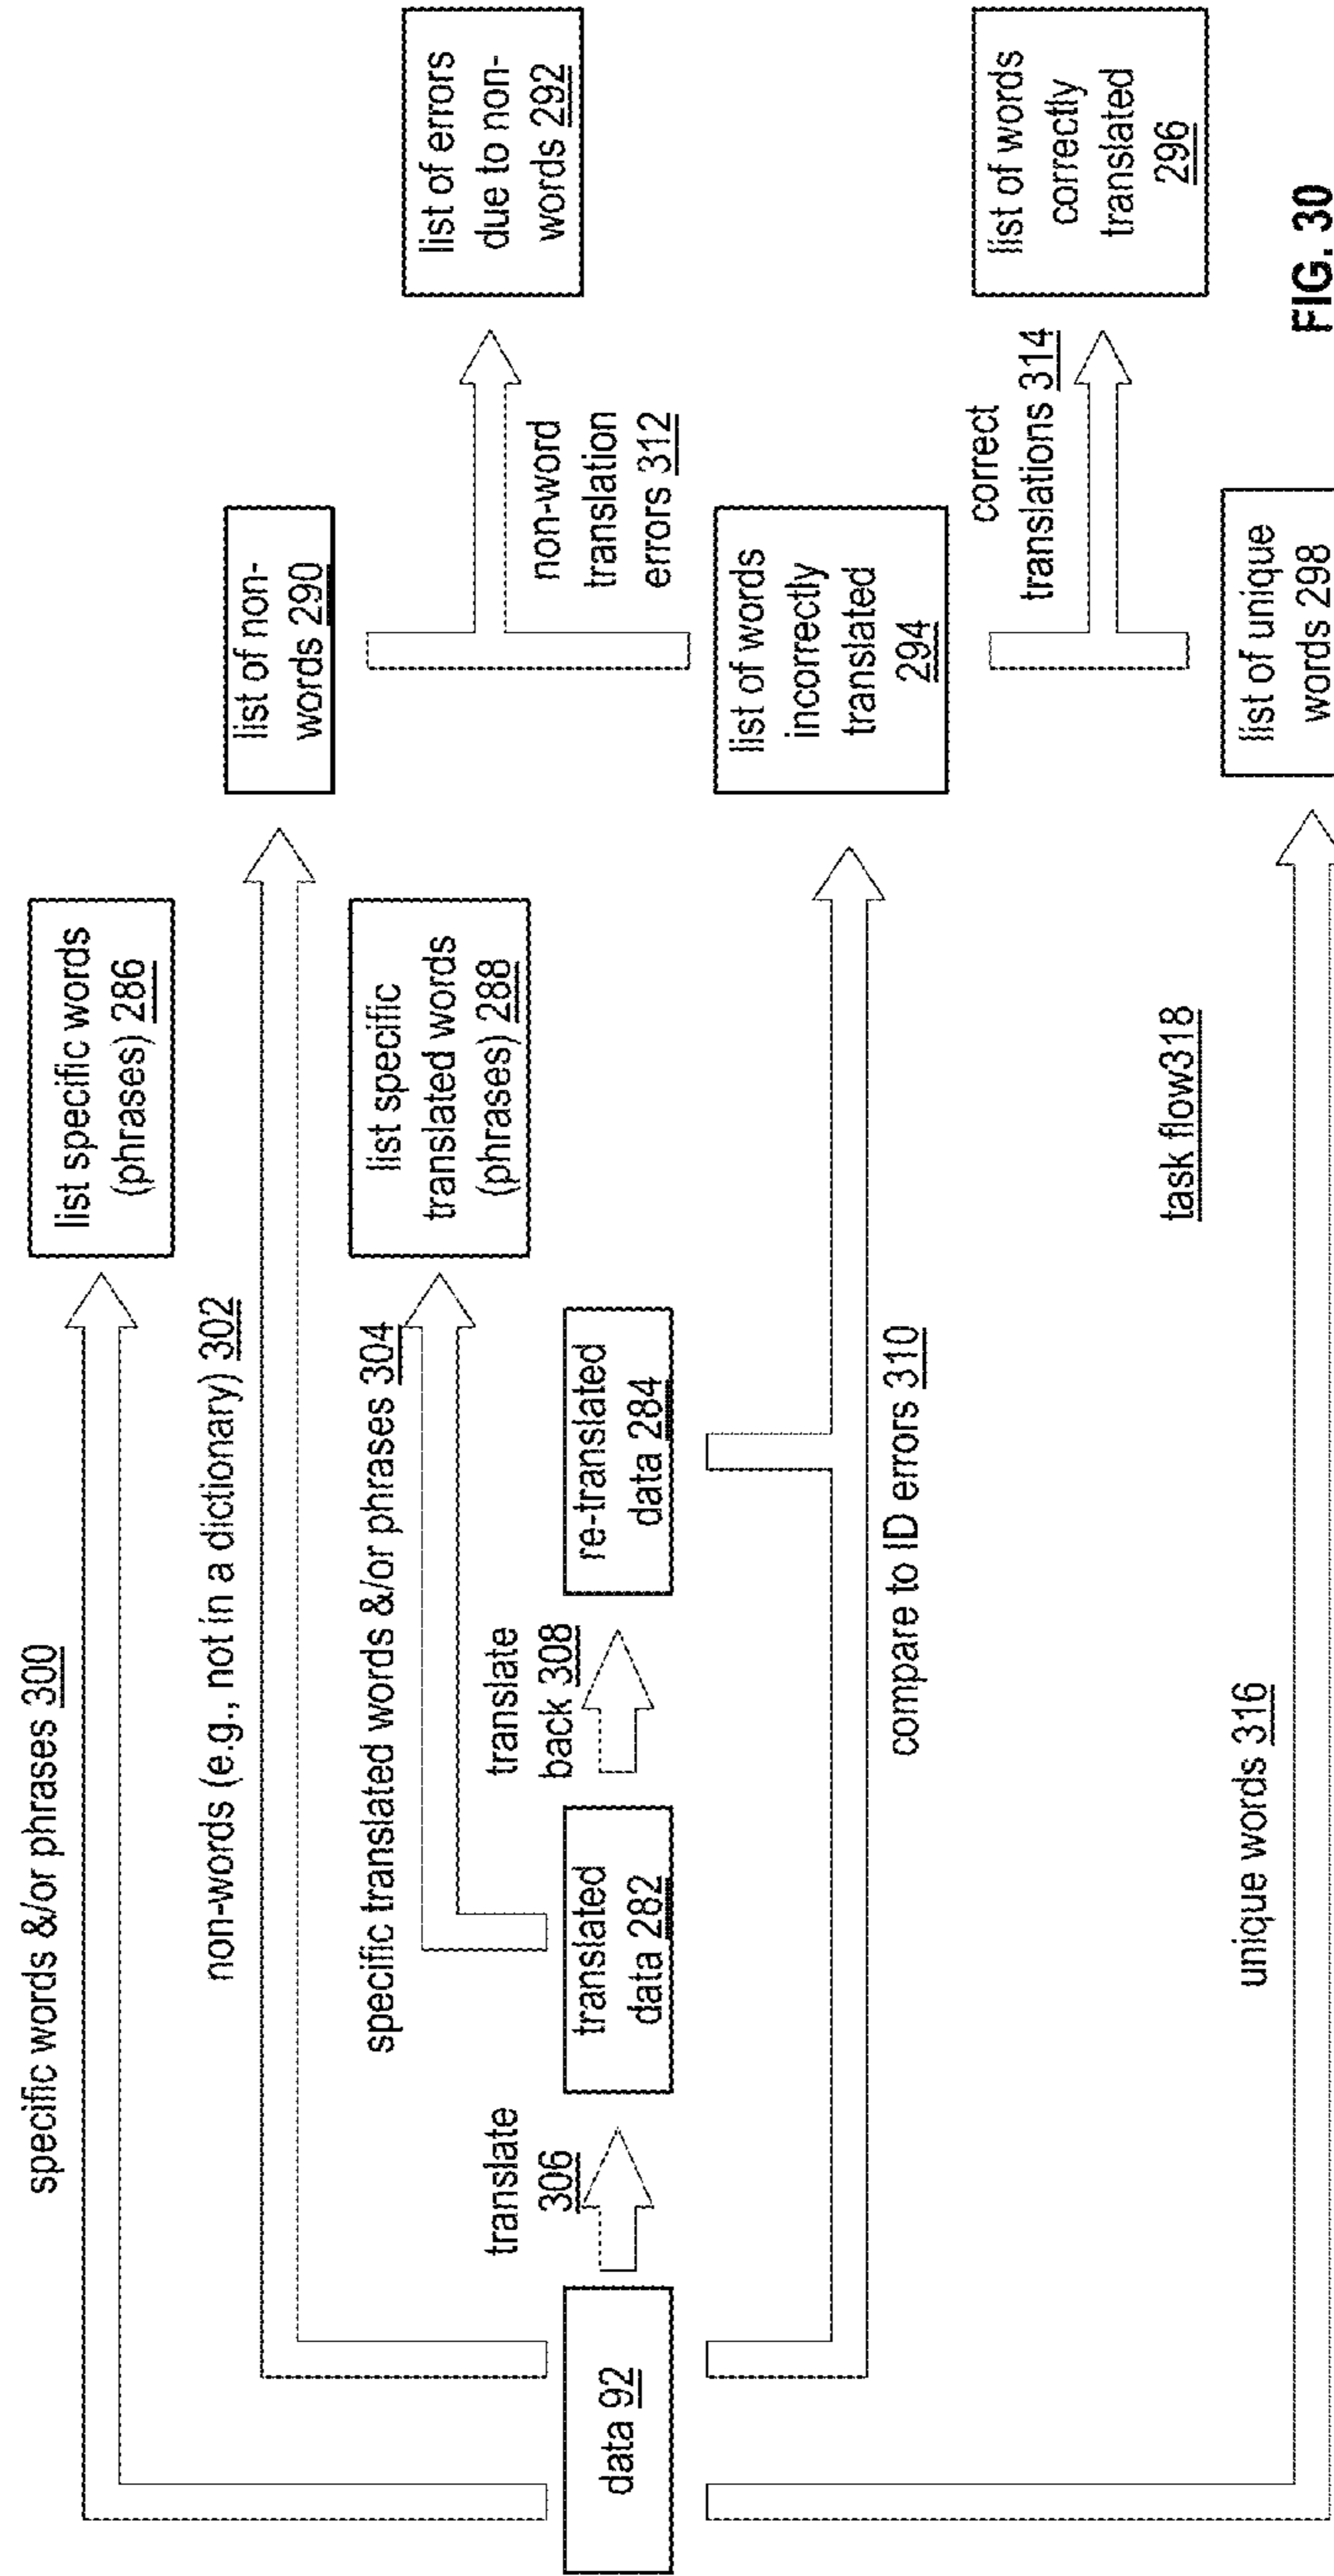 specific words &/or phrases 300
list specific words
(phrases) 286
non-words (e.g., not in a dictionary) 302
list of non-
words 290
list of errors
due to non-
words 292
specific translated words &/or phrases 304
list specific
translated words
(phrases) 288
non-word
translation
errors 312
data 92
translate
306
translated
data 282
translate
back 308
re-translated
data 284
compare to ID errors 310
list of words
incorrectly
translated
294
correct
translations 314
list of words
correctly
translated
296
task flow318
unique words 316
list of unique
words 298
FIG. 30